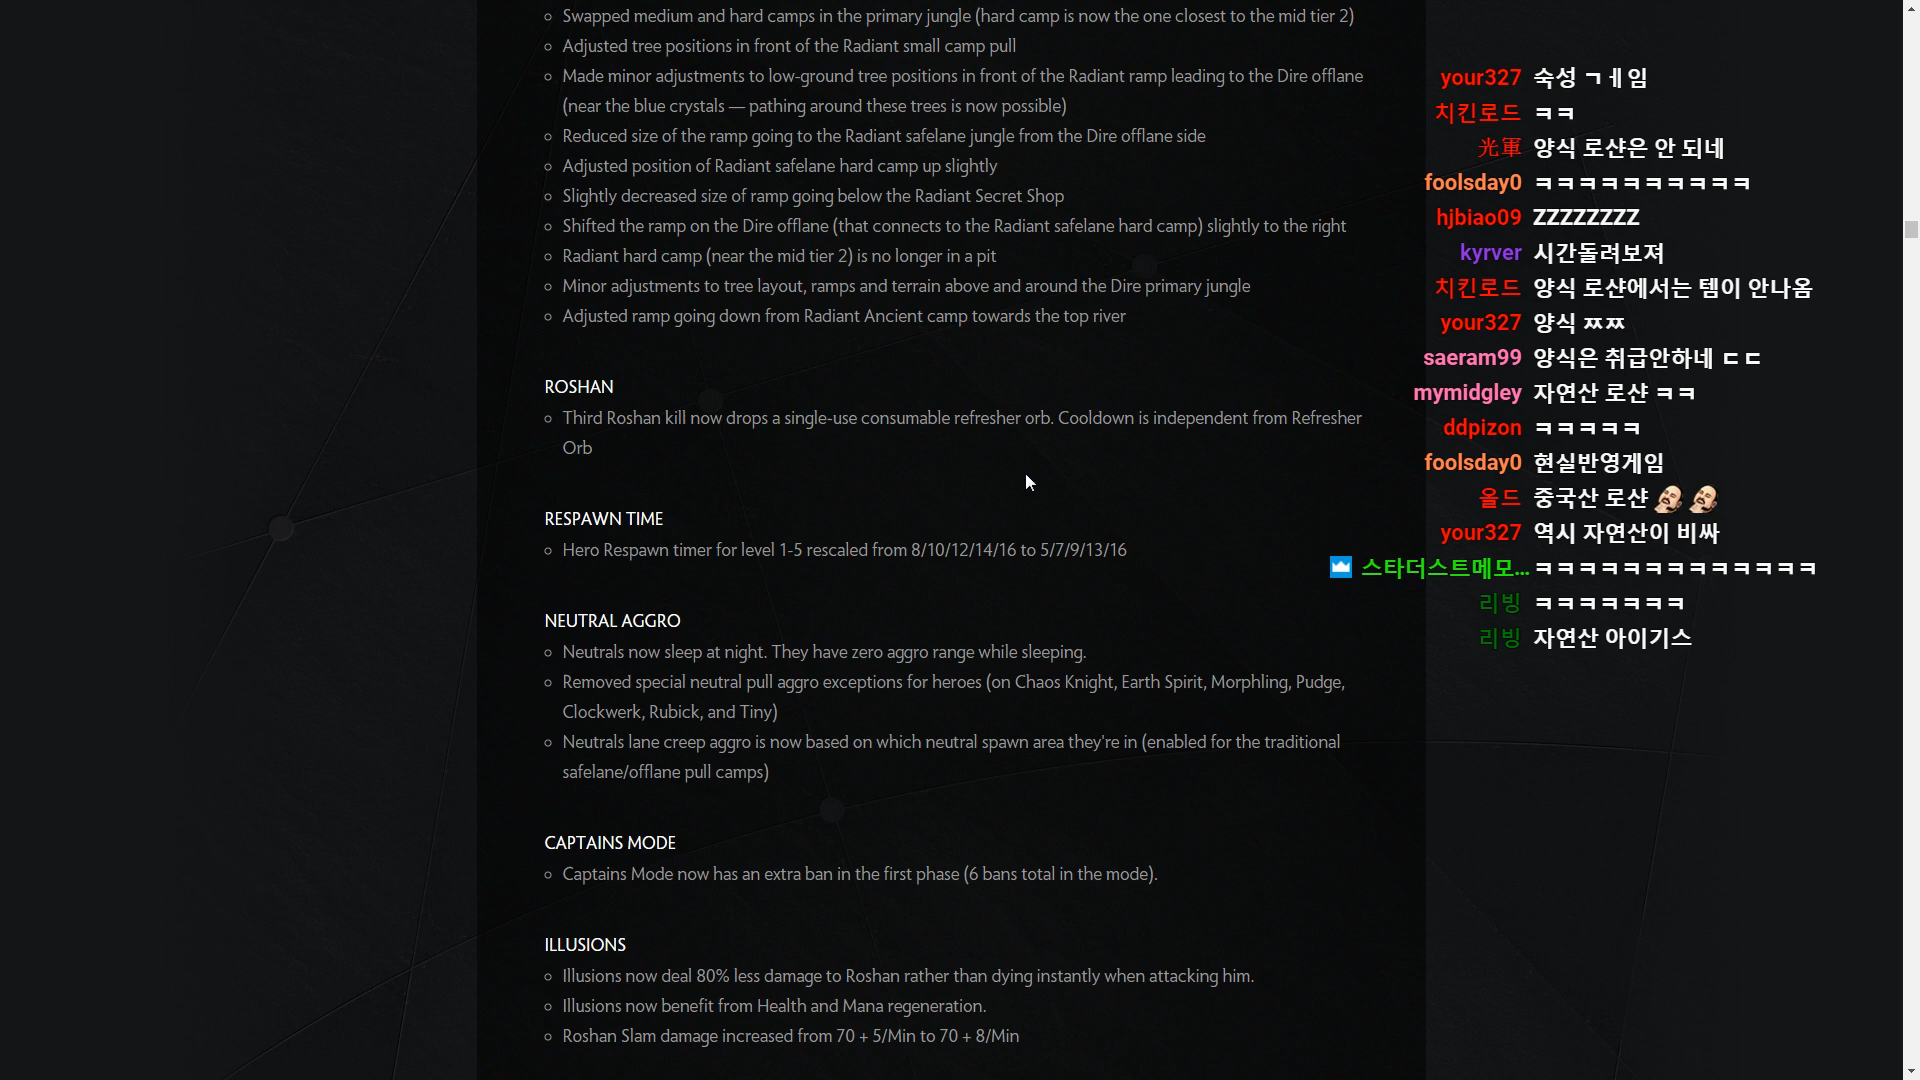 Swapped medium and hard camps in the primary jungle (hard camp is now the one closest to the mid tier 2)
Adjusted tree positions in front of the Radiant small camp pull
Made minor adjustments to low-ground tree positions in front of the Radiant ramp leading to the Dire offlane
(near the blue crystals — pathing around these trees is now possible)
Reduced size of the ramp going to the Radiant safelane jungle from the Dire offlane side
Adjusted position of Radiant safelane hard camp up slightly
Slightly decreased size of ramp going below the Radiant Secret Shop
Shifted the ramp on the Dire offlane (that connects to the Radiant safelane hard camp) slightly to the right
Radiant hard camp (near the mid tier 2) is no longer in a pit
Minor adjustments to tree layout, ramps and terrain above and around the Dire primary jungle
Adjusted ramp going down from Radiant Ancient camp towards the top river
ROSHAN
Third Roshan kill now drops a single-use consumable refresher orb. Cooldown is independent from Refresher
Orb
RESPAWN TIME
Hero Respawn timer for level 1-5 rescaled from 8/10/12/14/16 to 5/7/9/13/16
NEUTRAL AGGRO
Neutrals now sleep at night. They have zero aggro range while sleeping.
Removed special neutral pull aggro exceptions for heroes (on Chaos Knight, Earth Spirit, Morphling, Pudge,
Clockwerk, Rubick, and Tiny)
Neutrals lane creep aggro is now based on which neutral spawn area they're in (enabled for the traditional
safelane/offlane pull camps)
CAPTAINS MODE
Captains Mode now has an extra ban in the first phase (6 bans total in the mode).
ILLUSIONS
Illusions now deal 80% less damage to Roshan rather than dying instantly when attacking him.
Illusions now benefit from Health and Mana regeneration.
Roshan Slam damage increased from 70 + 5/Min to 70 + 8/Min
your327 숙성 ㄱㅔ임
치킨로드 ㅋㅋ
光軍 양식 로샨은 안 되네
foolsday0 ㅋㅋㅋㅋㅋㅋㅋㅋㅋㅋ
hjbiao09 ZZZZZZZZ
kyrver 시간돌려보져
치킨로드 양식 로샨에서는 템이 안나옴
your327 양식 ㅉㅉ
saeram99 양식은 취급안하네 ㄷㄷ
mymidgley 자연산 로샨 ㅋㅋ
ddpizon ㅋㅋㅋㅋㅋ
foolsday0 현실반영게임
올드 중국산 로샨
your327 역시 자연산이 비싸
스타더스트메모... ㅋㅋㅋㅋㅋㅋㅋㅋㅋㅋㅋㅋㅋ
리빙 ㅋㅋㅋㅋㅋㅋㅋ
리빙 자연산 아이기스